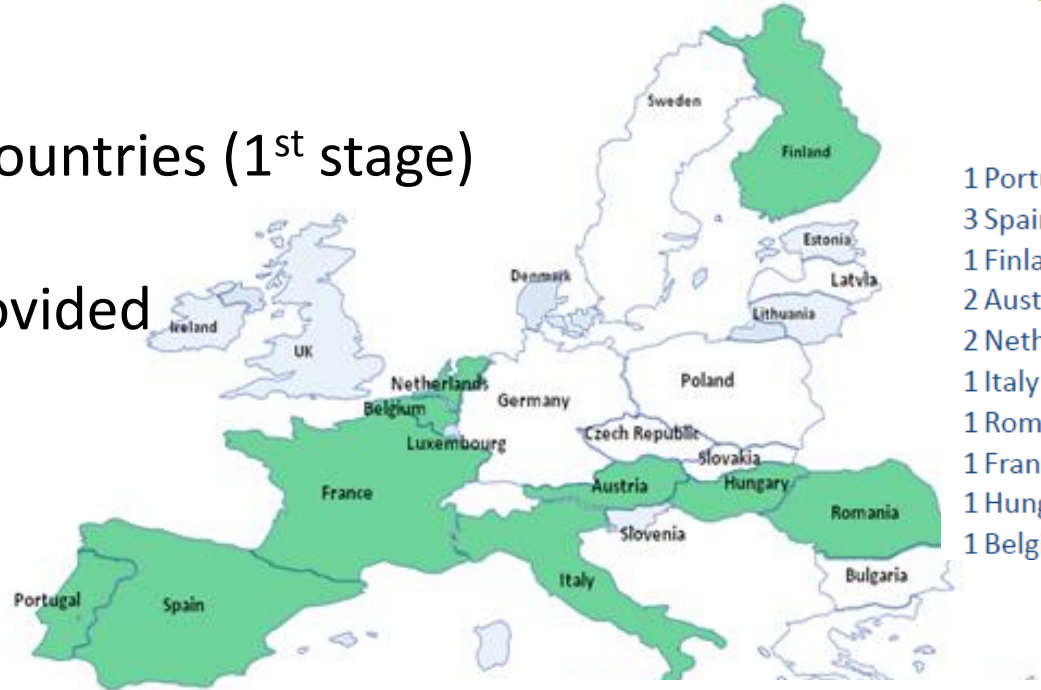 ountries (1st stage)
ovided
Sweden
Finland
Estonia
Latvia
Lithuania
Denmark
Ireland
UK
Netherlands
Belgium
Luxembourg
Germany
Poland
Czech Republic
Slovakia
France
Austria
Hungary
Slovenia
Romania
Italy
Bulgaria
Portugal
Spain
1 Portu
3 Spai
1 Finla
2 Aust
2 Neth
1 Italy
1 Rom
1 Fran
1 Hung
1 Belg